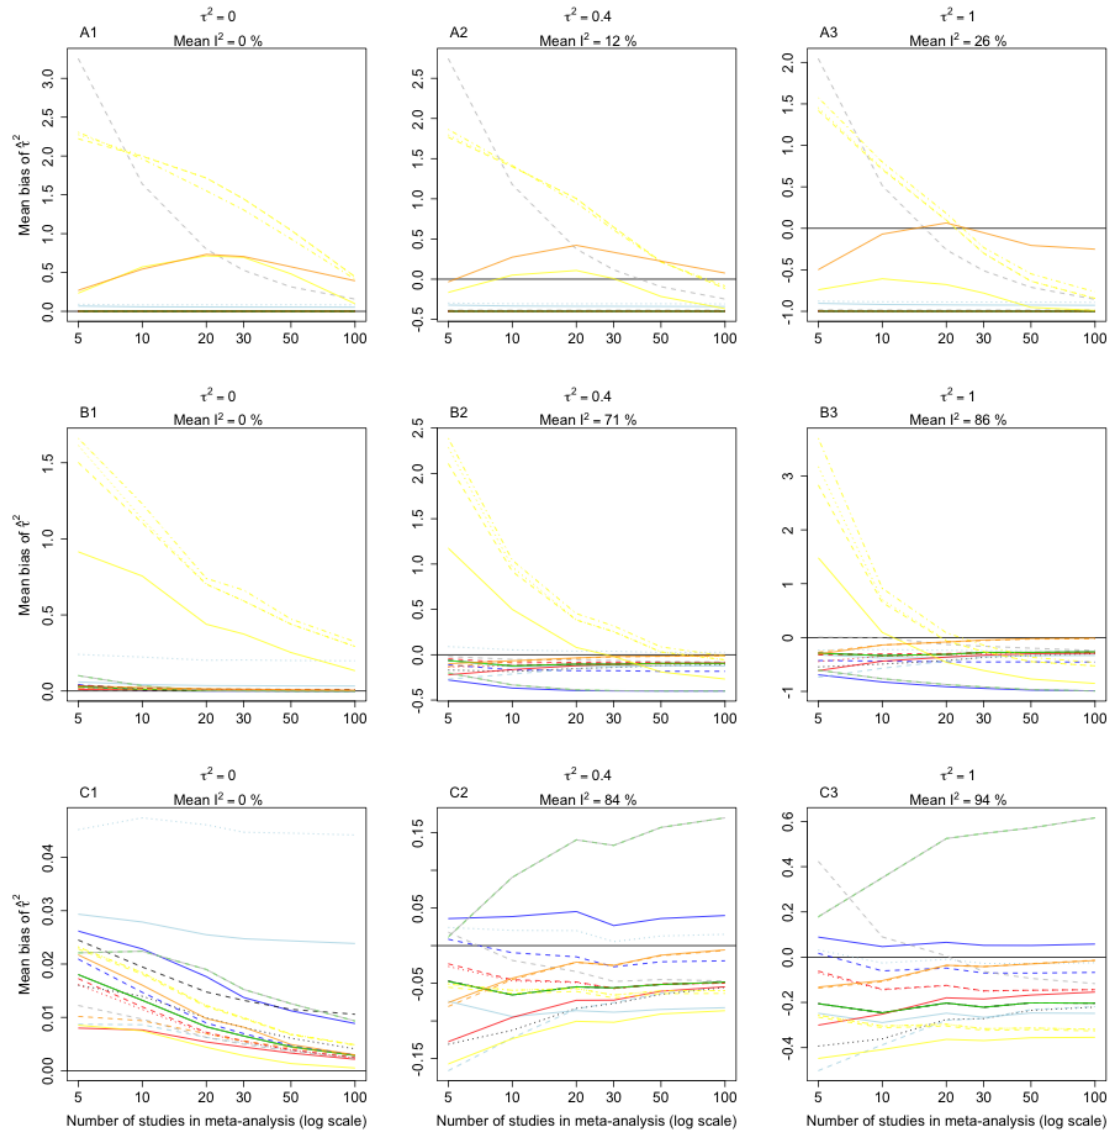 τ² = 0
A1 Mean I² = 0 %
Mean bias of τ̂²
0.0 0.5 1.0 1.5 2.0 2.5 3.0
5 10 20 30 50 100
τ² = 0.4
A2 Mean I² = 12 %
-0.5 0.0 0.5 1.0 1.5 2.0 2.5
5 10 20 30 50 100
τ² = 1
A3 Mean I² = 26 %
-1.0 -0.5 0.0 0.5 1.0 1.5 2.0
5 10 20 30 50 100
τ² = 0
B1 Mean I² = 0 %
Mean bias of τ̂²
0.0 0.5 1.0 1.5
5 10 20 30 50 100
τ² = 0.4
B2 Mean I² = 71 %
-0.5 0.0 0.5 1.0 1.5 2.0 2.5
5 10 20 30 50 100
τ² = 1
B3 Mean I² = 86 %
-1 0 1 2 3
5 10 20 30 50 100
τ² = 0
C1 Mean I² = 0 %
Mean bias of τ̂²
0.00 0.01 0.02 0.03 0.04
5 10 20 30 50 100
Number of studies in meta-analysis (log scale)
τ² = 0.4
C2 Mean I² = 84 %
-0.15 -0.05 0.05 0.15
5 10 20 30 50 100
Number of studies in meta-analysis (log scale)
τ² = 1
C3 Mean I² = 94 %
-0.4 -0.2 0.0 0.2 0.4 0.6
5 10 20 30 50 100
Number of studies in meta-analysis (log scale)